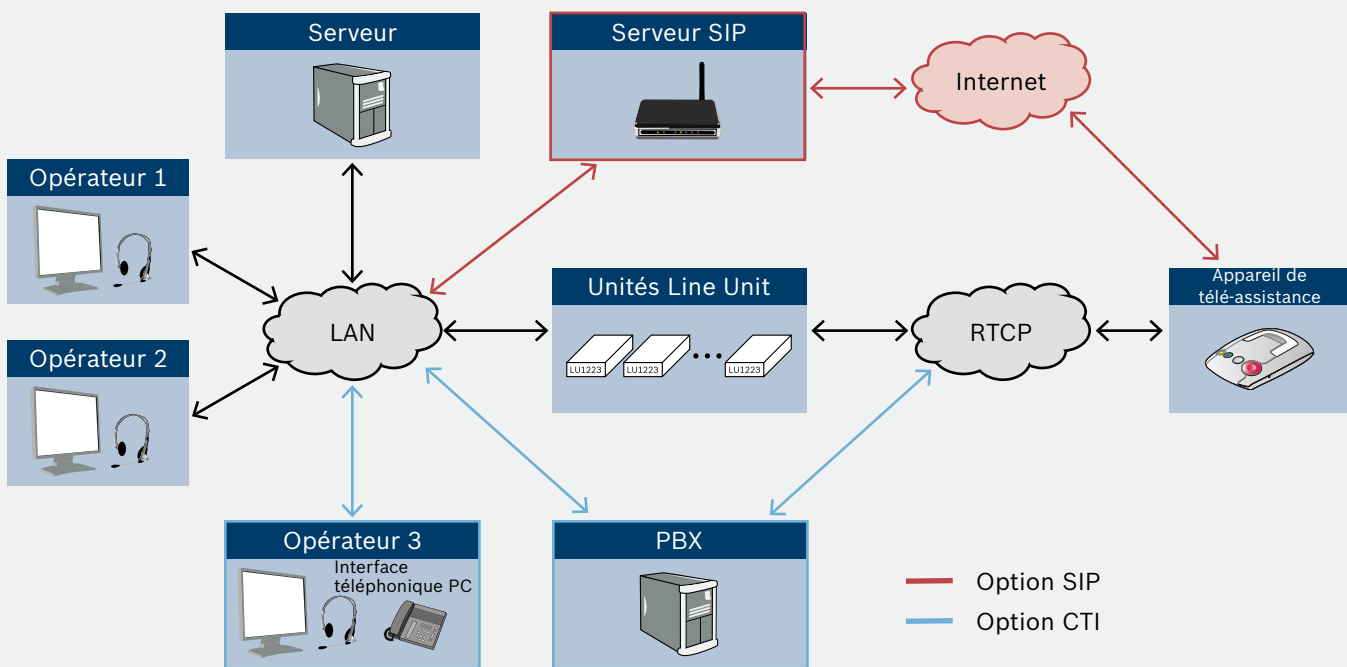 Serveur
Serveur SIP
Internet
Opérateur 1
Opérateur 2
LAN
Unités Line Unit
LU1223
LU1223
•••
LU1223
RTCP
Appareil de
télé-assistance
Opérateur 3
Interface
téléphonique PC
PBX
Option SIP
Option CTI